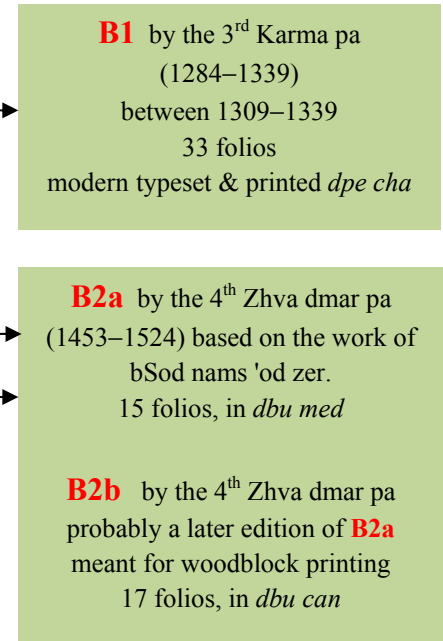 B1 by the 3rd Karma pa
(1284–1339)
between 1309–1339
33 folios
modern typeset & printed dpe cha
B2a by the 4th Zhva dmar pa
(1453–1524) based on the work of
bSod nams 'od zer.
15 folios, in dbu med
B2b by the 4th Zhva dmar pa
probably a later edition of B2a
meant for woodblock printing
17 folios, in dbu can